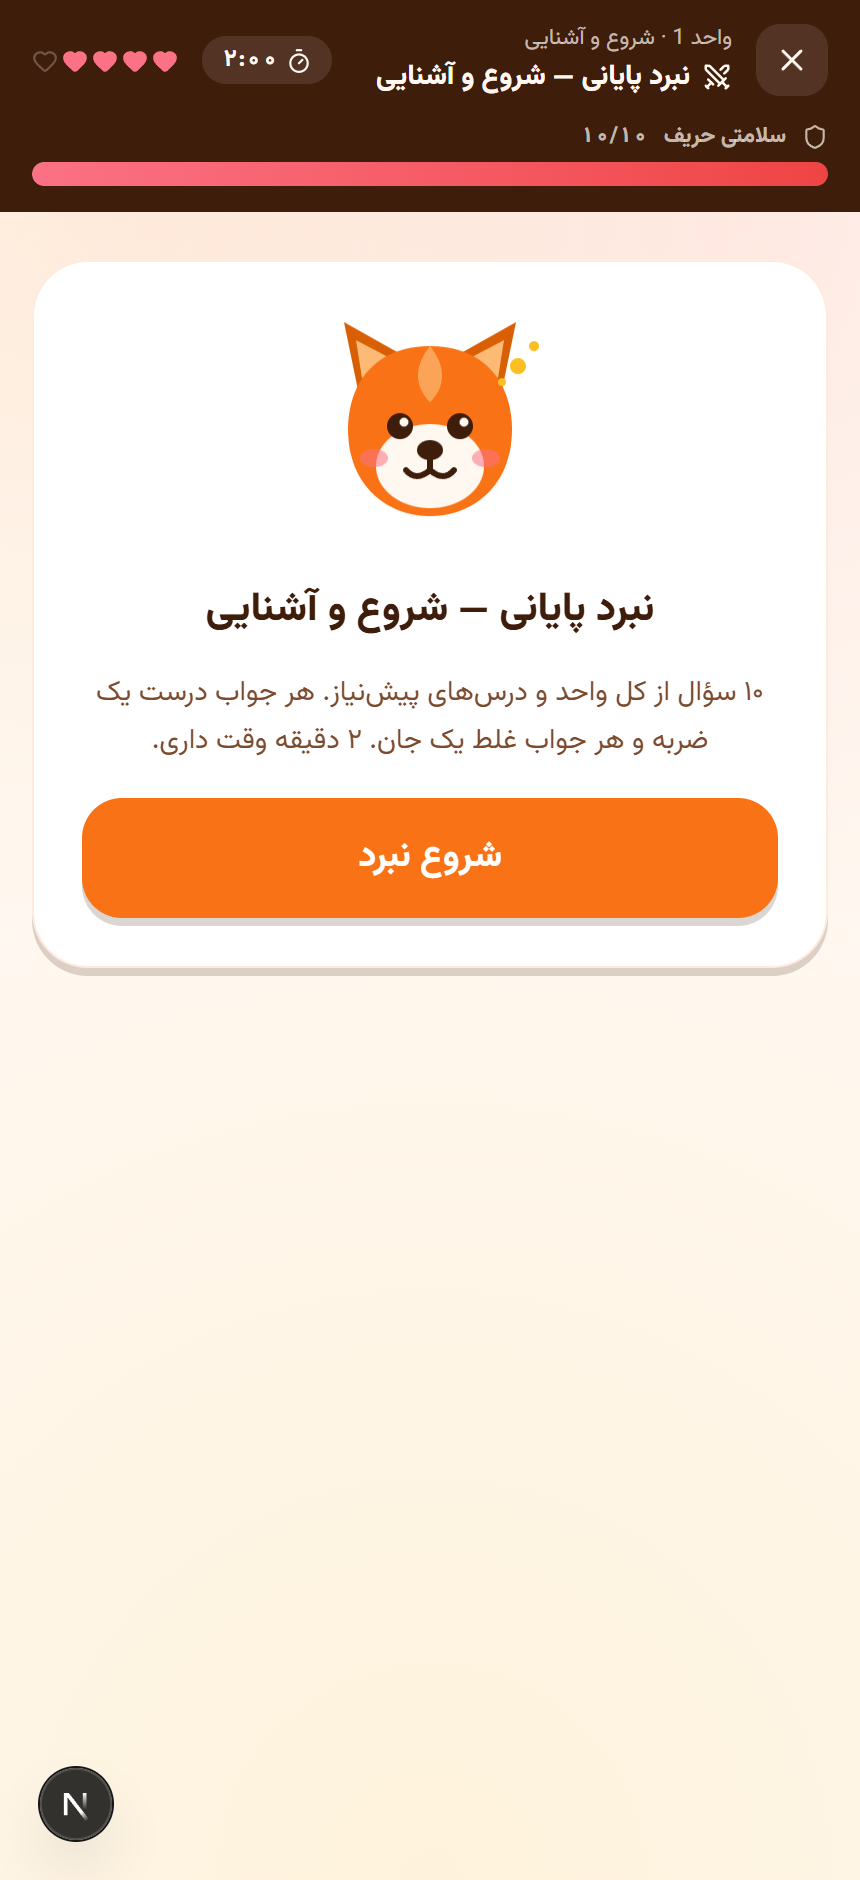 واحد 1 · شروع و آشنایی
نبرد پایانی – شروع و آشنایی
۲:۰۰
سلامتی حریف ۱۰/۱۰
نبرد پایانی – شروع و آشنایی
۱۰ سؤال از کل واحد و درس‌های پیش‌نیاز. هر جواب درست یک
ضربه و هر جواب غلط یک جان. ۲ دقیقه وقت داری.
شروع نبرد
N